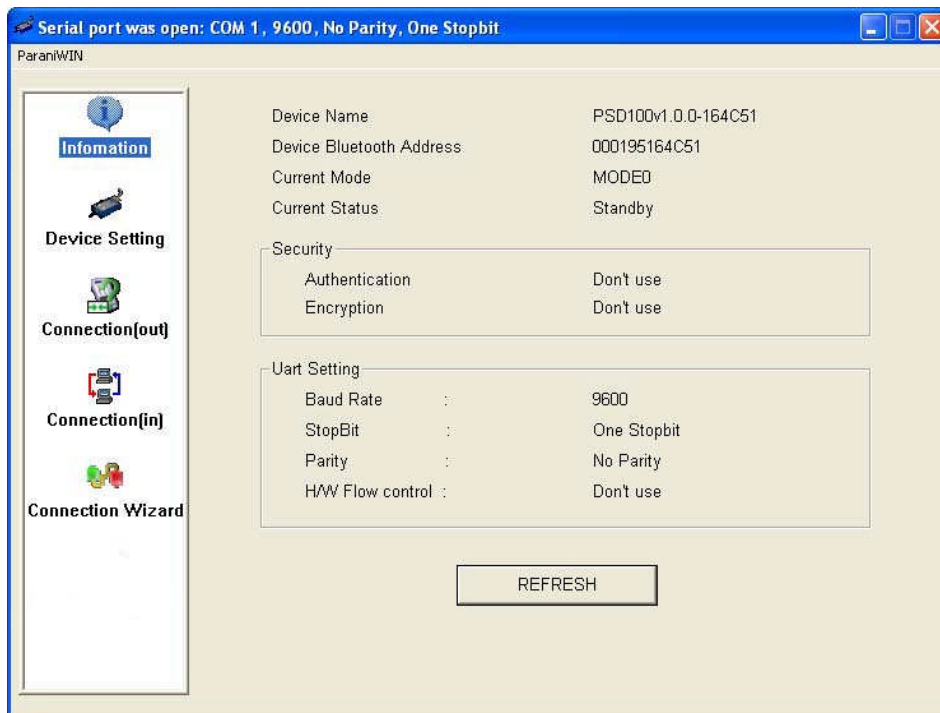 Serial port was open: COM 1, 9600, No Parity, One Stopbit
ParaniWIN
Infomation
Device Setting
Connection(out)
Connection(in)
Connection Wizard
Device Name PSD100v1.0.0-164C51
Device Bluetooth Address 000195164C51
Current Mode MODE0
Current Status Standby
Security
Authentication Don't use
Encryption Don't use
Uart Setting
Baud Rate : 9600
StopBit : One Stopbit
Parity : No Parity
H/W Flow control : Don't use
REFRESH